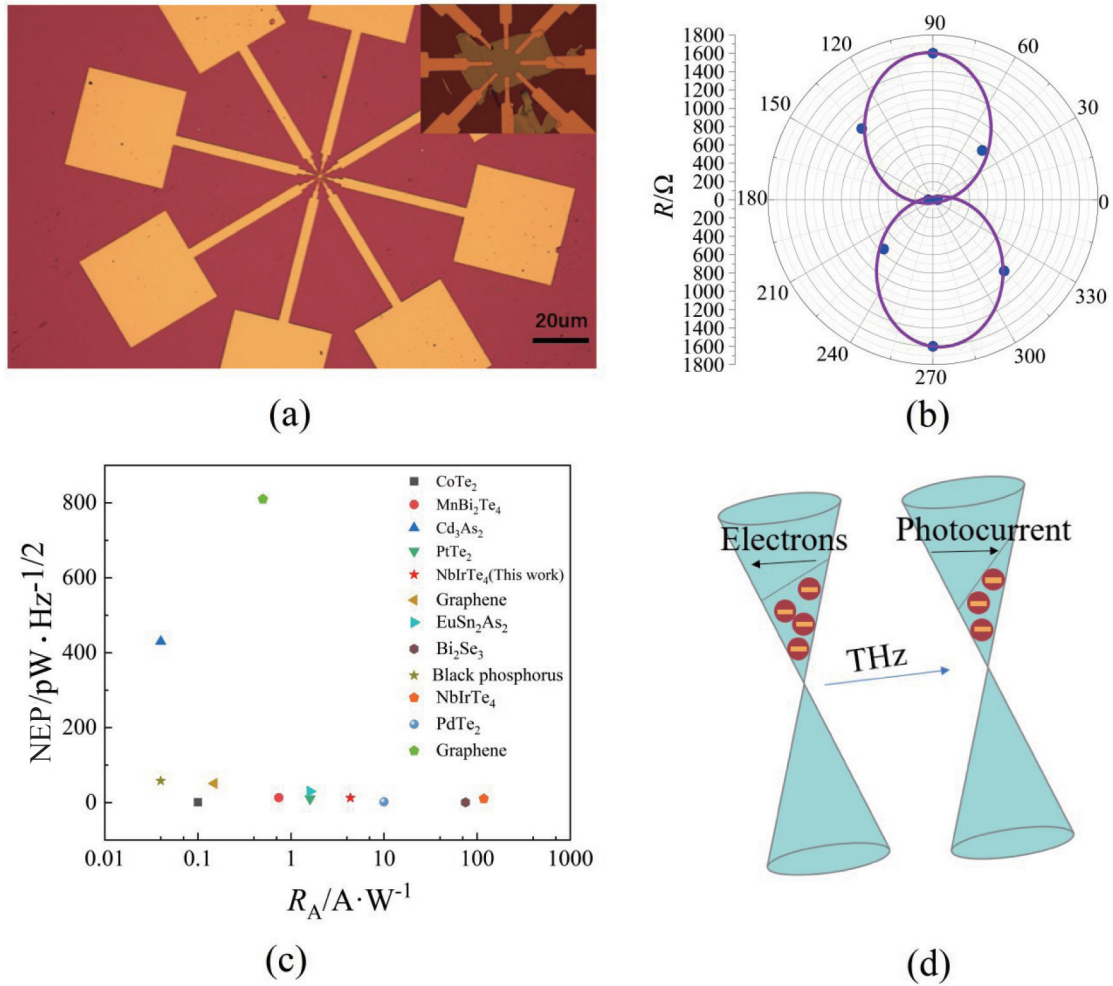 20um
(a)
R/Ω
1800
1600
1400
1200
1000
800
600
400
200
0
200
400
600
800
1000
1200
1400
1600
1800
90
120
60
150
30
180
0
210
330
240
300
270
(b)
NEP/pW·Hz-1/2
800
600
400
200
0
0.01
0.1
1
10
100
1000
R_A/A·W⁻¹
CoTe₂
MnBi₂Te₄
Cd₃As₂
PtTe₂
NbIrTe₄(This work)
Graphene
EuSn₂As₂
Bi₂Se₃
Black phosphorus
NbIrTe₄
PdTe₂
Graphene
(c)
Electrons
Photocurrent
THz
(d)